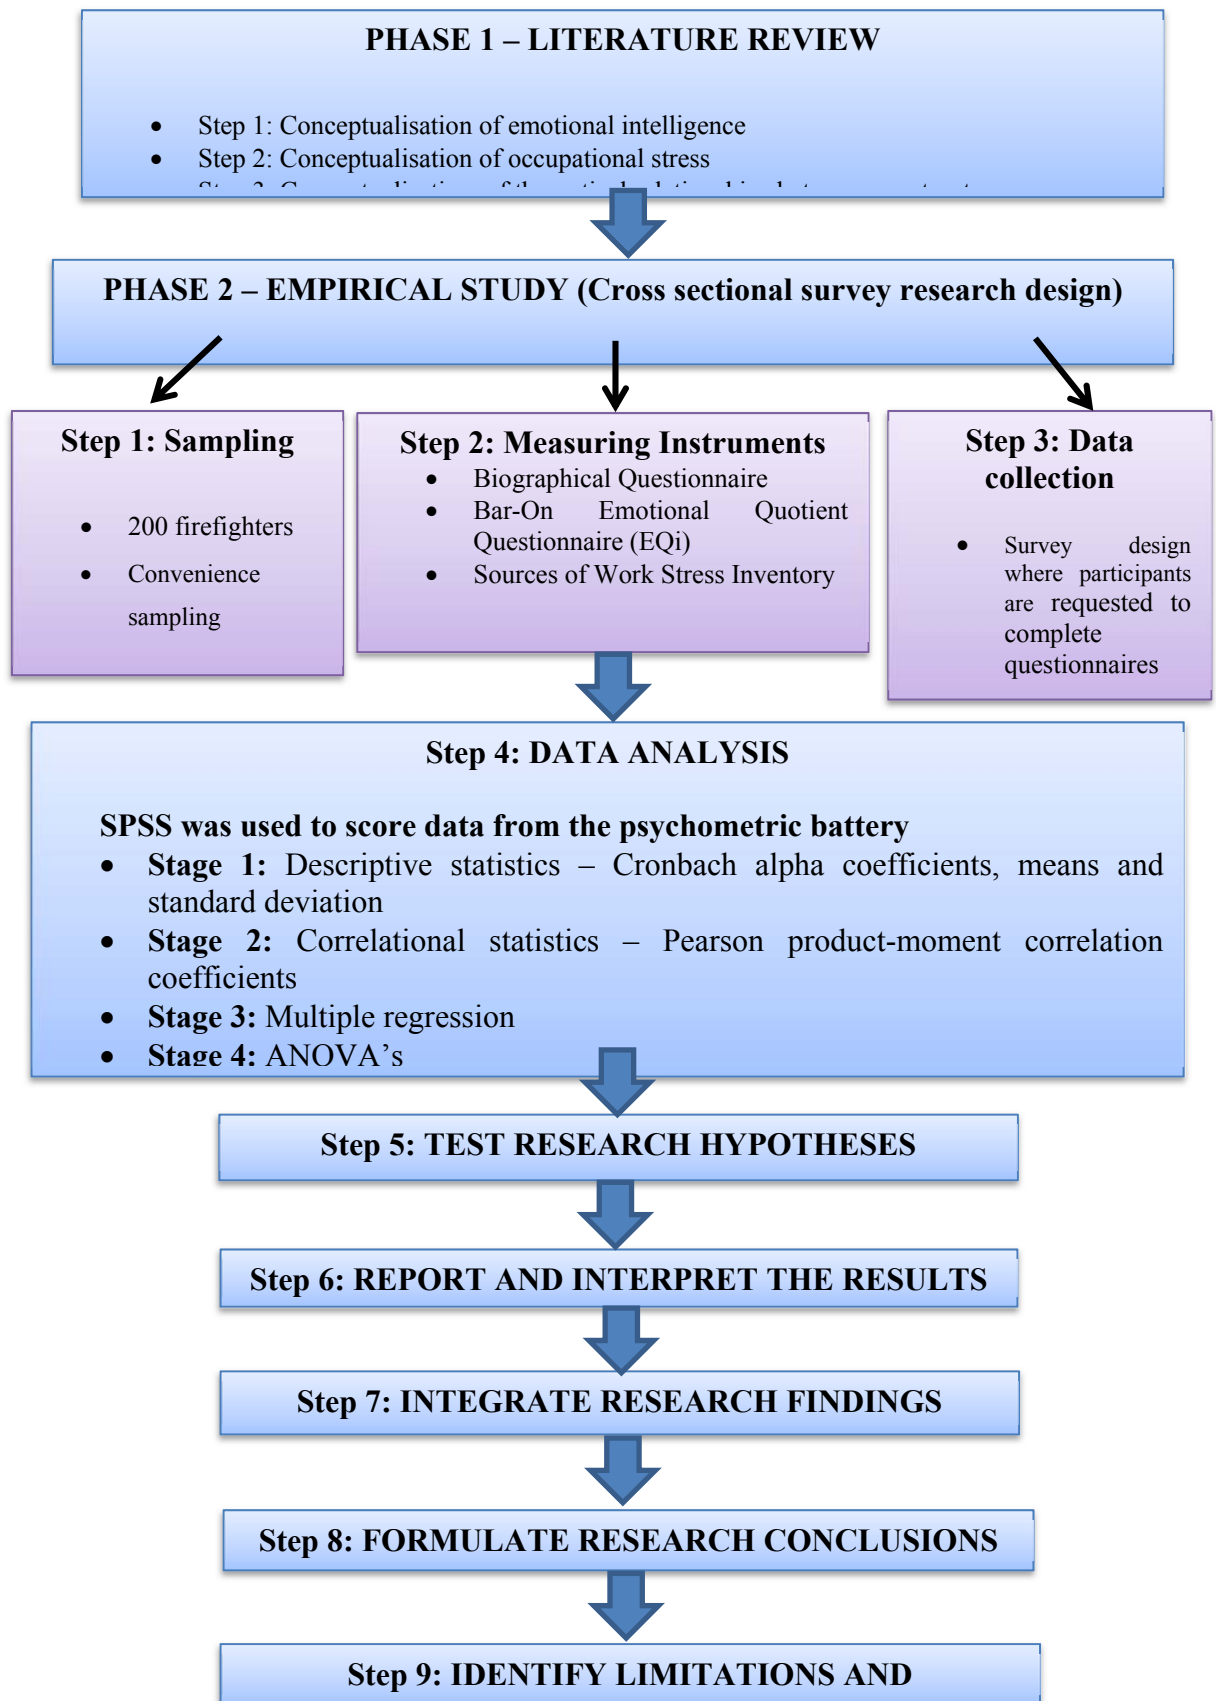 PHASE 1 – LITERATURE REVIEW
• Step 1: Conceptualisation of emotional intelligence
• Step 2: Conceptualisation of occupational stress
PHASE 2 – EMPIRICAL STUDY (Cross sectional survey research design)
Step 1: Sampling
• 200 firefighters
• Convenience
sampling
Step 2: Measuring Instruments
• Biographical Questionnaire
• Bar-On Emotional Quotient
Questionnaire (EQi)
• Sources of Work Stress Inventory
Step 3: Data
collection
• Survey design
where participants
are requested to
complete
questionnaires
Step 4: DATA ANALYSIS
SPSS was used to score data from the psychometric battery
• Stage 1: Descriptive statistics – Cronbach alpha coefficients, means and
standard deviation
• Stage 2: Correlational statistics – Pearson product-moment correlation
coefficients
• Stage 3: Multiple regression
• Stage 4: ANOVA’s
Step 5: TEST RESEARCH HYPOTHESES
Step 6: REPORT AND INTERPRET THE RESULTS
Step 7: INTEGRATE RESEARCH FINDINGS
Step 8: FORMULATE RESEARCH CONCLUSIONS
Step 9: IDENTIFY LIMITATIONS AND